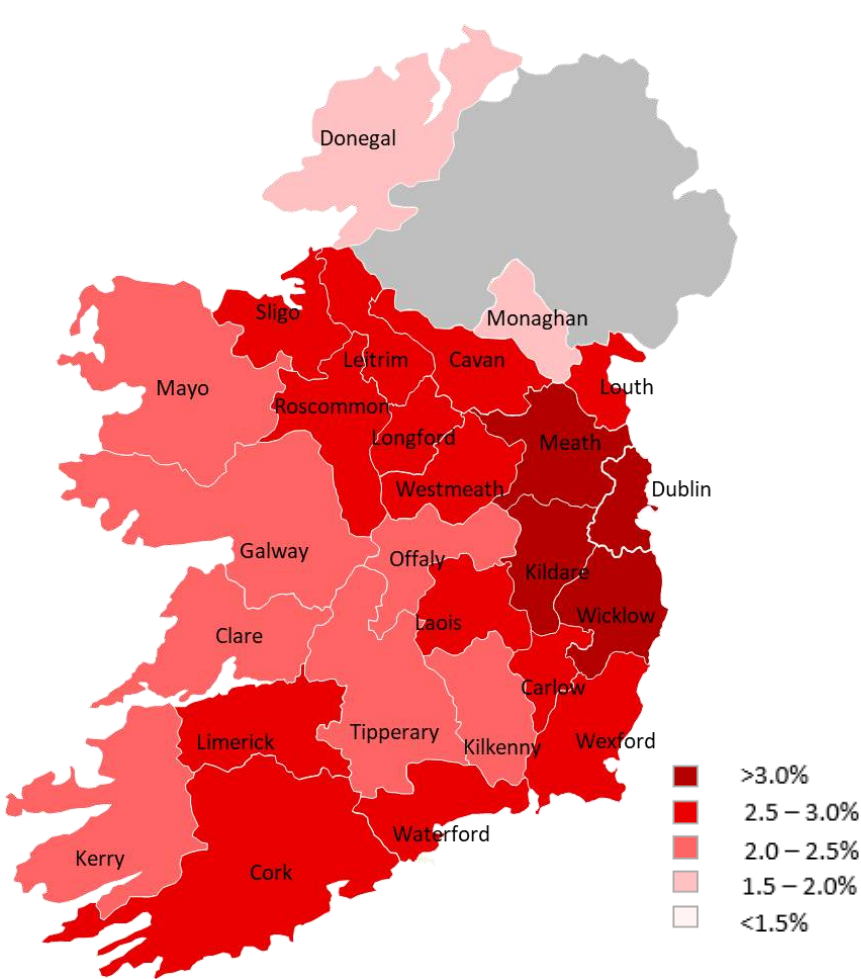 Donegal
Monaghan
Sligo
Leitrim
Cavan
Mayo
Louth
Roscommon
Longford
Meath
Westmeath
Dublin
Galway
Offaly
Kildare
Wicklow
Laois
Clare
Carlow
Limerick
Tipperary
Kilkenny
Wexford
Waterford
Kerry
Cork
>3.0%
2.5 – 3.0%
2.0 – 2.5%
1.5 – 2.0%
<1.5%